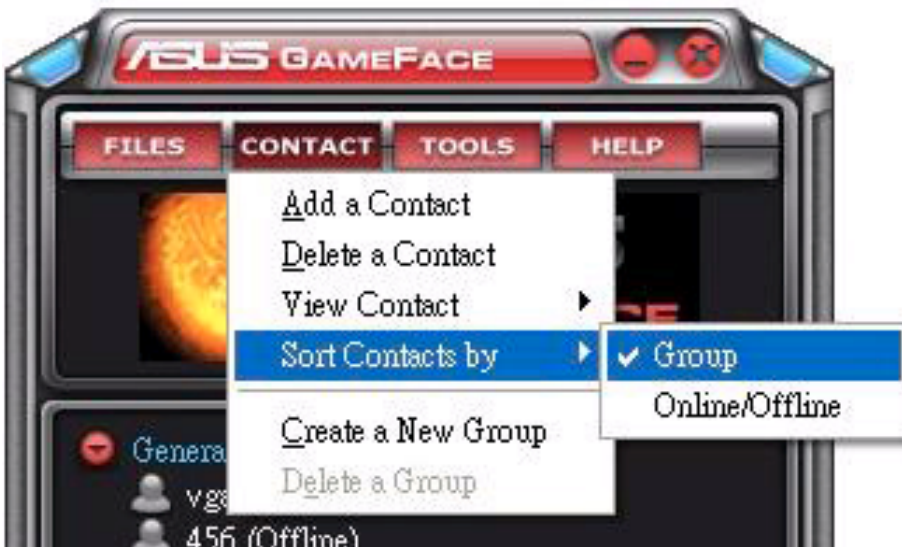 ASUS GAMEFACE
FILES CONTACT TOOLS HELP
Add a Contact
Delete a Contact
View Contact
Sort Contacts by
Group
Online/Offline
Create a New Group
Delete a Group
456 (Offline)